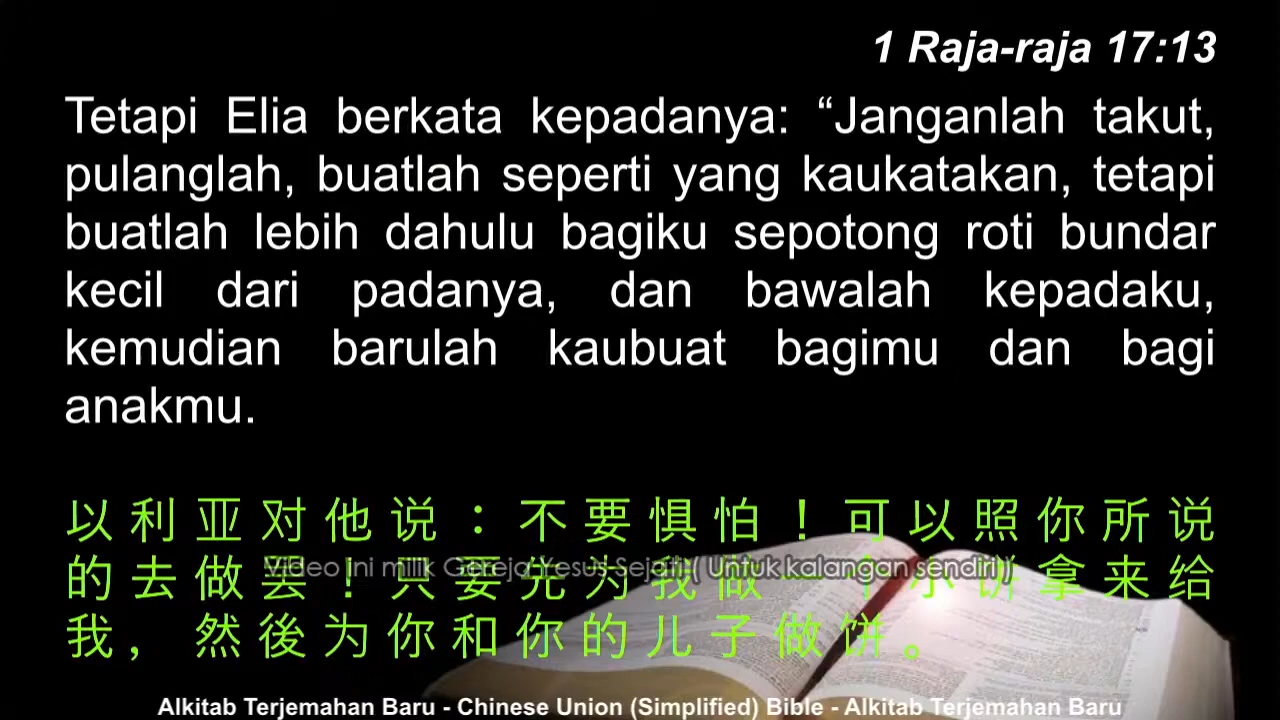 1 Raja-raja 17:13
Tetapi Elia berkata kepadanya: “Janganlah takut,
pulanglah, buatlah seperti yang kaukatakan, tetapi
buatlah lebih dahulu bagiku sepotong roti bundar
kecil dari padanya, dan bawalah kepadaku,
kemudian barulah kaubuat bagimu dan bagi
anakmu.
以利亚对他说：不要惧怕！可以照你所说
的去做罢！只要先为我做一个小饼拿来给
我，然後为你和你的儿子做饼。
Video ini milik Gereja Yesus Sejati ( Untuk kalangan sendiri )
Alkitab Terjemahan Baru - Chinese Union (Simplified) Bible - Alkitab Terjemahan Baru